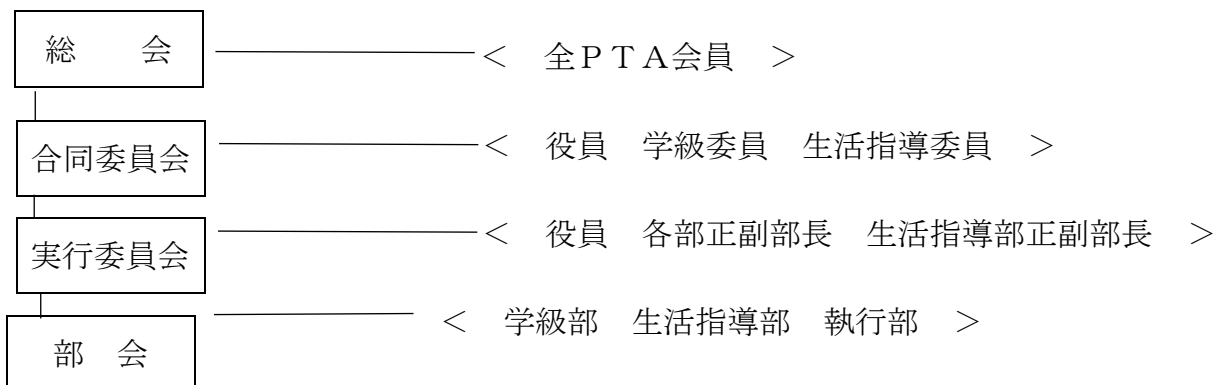 総　　会　＜　全ＰＴＡ会員　＞
合同委員会　＜　役員　学級委員　生活指導委員　＞
実行委員会　＜　役員　各部正副部長　生活指導部正副部長　＞
部　会　＜　学級部　生活指導部　執行部　＞